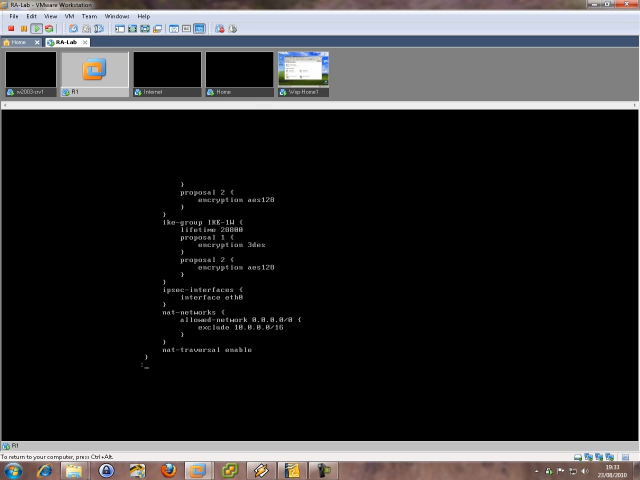 RA-Lab - VMware Workstation
File Edit View VM Team Windows Help
Home RA-Lab
w2003-srv1 R1 Internet Home Wxp-Home1
}
proposal 2 {
encryption aes128
}
}
ike-group IKE-1W {
lifetime 28800
proposal 1 {
encryption 3des
}
proposal 2 {
encryption aes128
}
}
ipsec-interfaces {
interface eth0
}
nat-networks {
allowed-network 0.0.0.0/0 {
exclude 10.0.0.0/16
}
}
nat-traversal enable
}
:_
R1
To return to your computer, press Ctrl+Alt.
19:33
23/08/2010